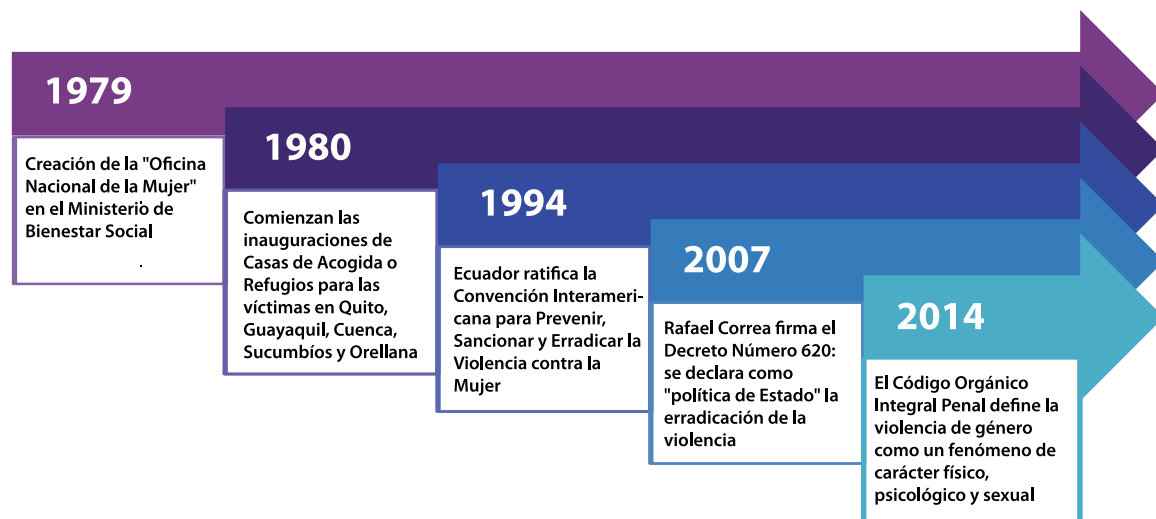 1979
Creación de la "Oficina
Nacional de la Mujer"
en el Ministerio de
Bienestar Social
.
1980
Comienzan las
inauguraciones de
Casas de Acogida o
Refugios para las
víctimas en Quito,
Guayaquil, Cuenca,
Sucumbíos y Orellana
1994
Ecuador ratifica la
Convención Interameri-
cana para Prevenir,
Sancionar y Erradicar la
Violencia contra la
Mujer
2007
Rafael Correa firma el
Decreto Número 620:
se declara como
"política de Estado" la
erradicación de la
violencia
2014
El Código Orgánico
Integral Penal define la
violencia de género
como un fenómeno de
carácter físico,
psicológico y sexual